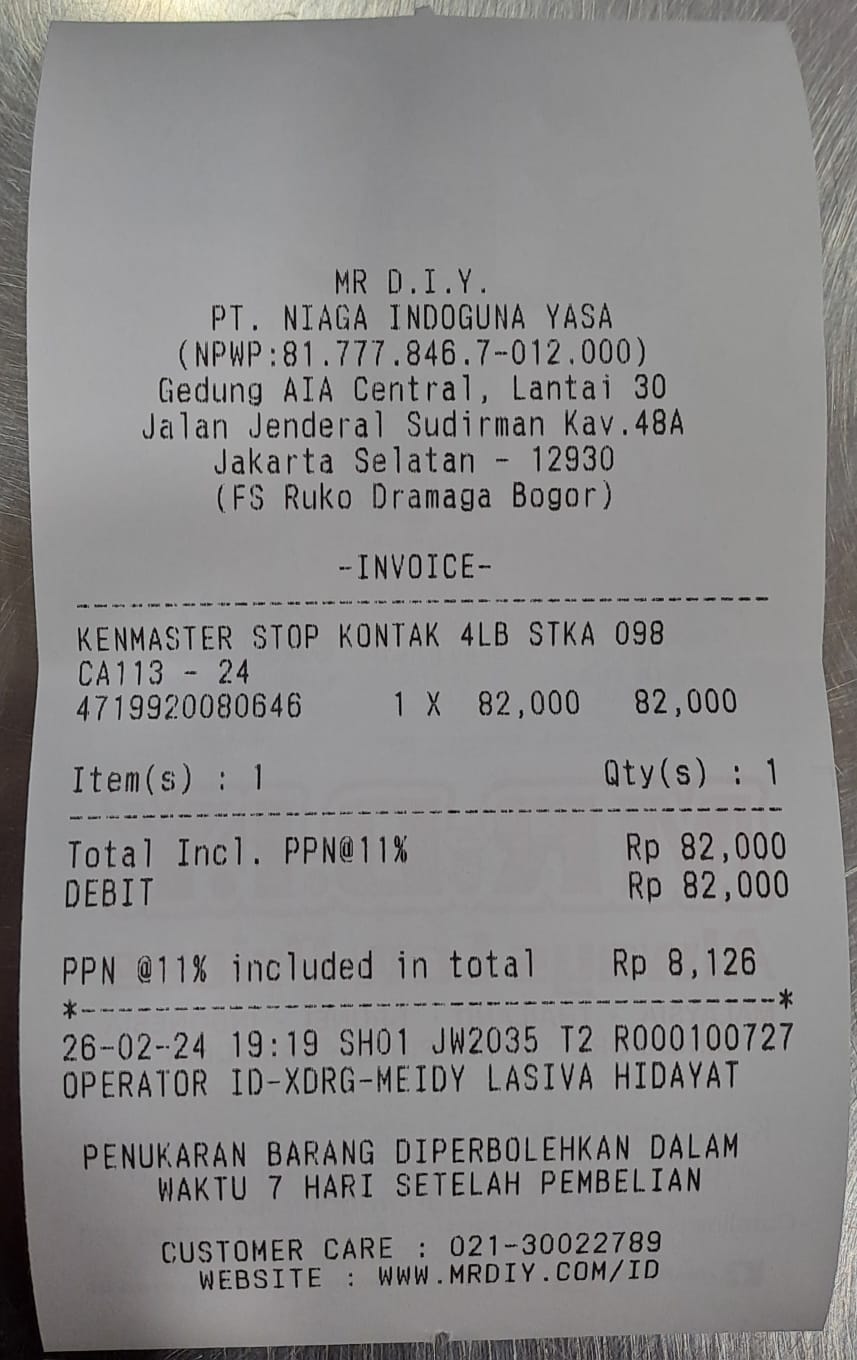 MR D.I.Y.
PT. NIAGA INDOGUNA YASA
(NPWP:81.777.846.7-012.000)
Gedung AIA Central, Lantai 30
Jalan Jenderal Sudirman Kav.48A
Jakarta Selatan - 12930
(FS Ruko Dramaga Bogor)
-INVOICE-
KENMASTER STOP KONTAK 4LB STKA 098
CA113 - 24
4719920080646 1 X 82,000 82,000
Item(s) : 1 Qty(s) : 1
Total Incl. PPN@11% Rp 82,000
DEBIT Rp 82,000
PPN @11% included in total Rp 8,126
26-02-24 19:19 SH01 JW2035 T2 R000100727
OPERATOR ID-XDRG-MEIDY LASIVA HIDAYAT
PENUKARAN BARANG DIPERBOLEHKAN DALAM
WAKTU 7 HARI SETELAH PEMBELIAN
CUSTOMER CARE : 021-30022789
WEBSITE : WWW.MRDIY.COM/ID